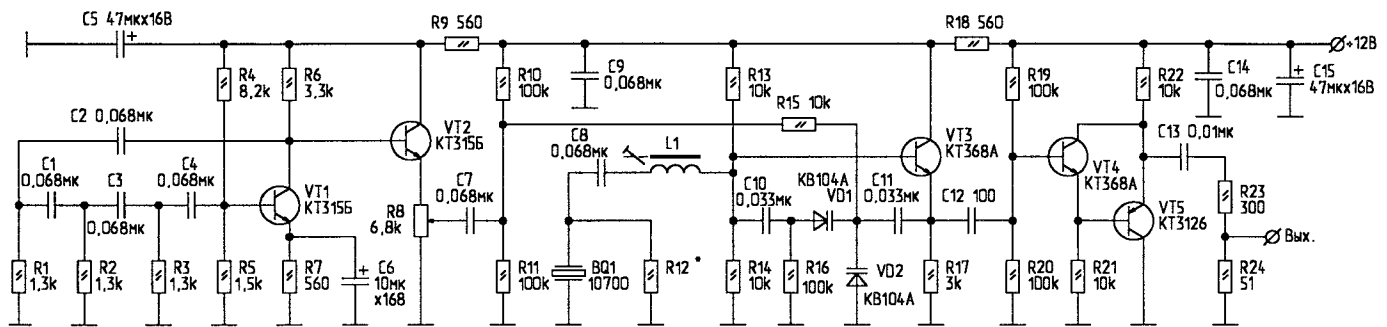 C5 47мкх16В
R9 560
R18 560
+12В
R4
8,2k
R6
3,3k
R10
100k
C9
0,068мк
R13
10k
R19
100k
R22
10k
C14
0,068мк
C15
47мкх16В
C2 0,068мк
VT2
КТ315Б
R15 10k
VT3
КТ368А
C13 0,01мк
C8
0,068мк
L1
VT4
КТ368А
C1
0,068мк
C3
0,068мк
C4
0,068мк
VT1
КТ315Б
R8
6,8k
C7
0,068мк
C10
0,033мк
КВ104А
VD1
C11
0,033мк
C12 100
VT5
КТ3126
R23
300
Вых.
R1
1,3k
R2
1,3k
R3
1,3k
R5
1,5k
R7
560
C6
10мк
х16В
R11
100k
BQ1
10700
R12*
R14
10k
R16
100k
VD2
КВ104А
R17
3k
R20
100k
R21
10k
R24
51